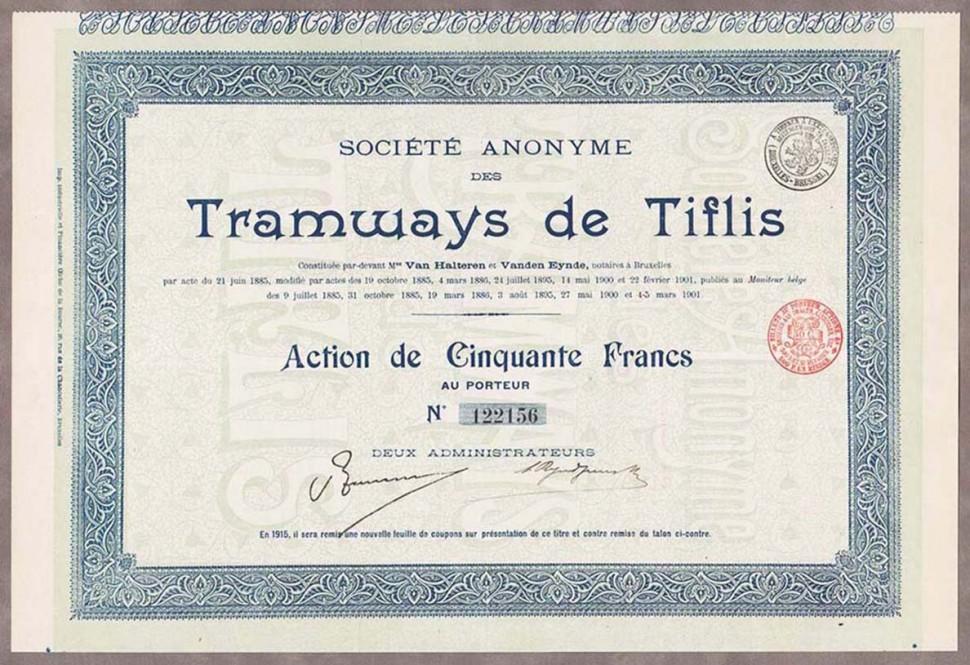 SOCIÉTÉ ANONYME
DES
Tramways de Tiflis
Constituée par-devant Mes Van Halteren et Vanden Eynde, notaires à Bruxelles
par acte du 21 juin 1885, modifié par actes des 19 octobre 1885, 4 mars 1886, 24 juillet 1895, 14 mai 1900 et 22 février 1901, publiés au Moniteur belge
des 9 juillet 1885, 31 octobre 1885, 19 mars 1886, 3 août 1895, 27 mai 1900 et 4-5 mars 1901
Action de Cinquante Francs
AU PORTEUR
N° 122156
DEUX ADMINISTRATEURS
En 1915, il sera remis une nouvelle feuille de coupons sur présentation de ce titre et contre remise du talon ci-contre.
BRUXELLES - BRUSSEL